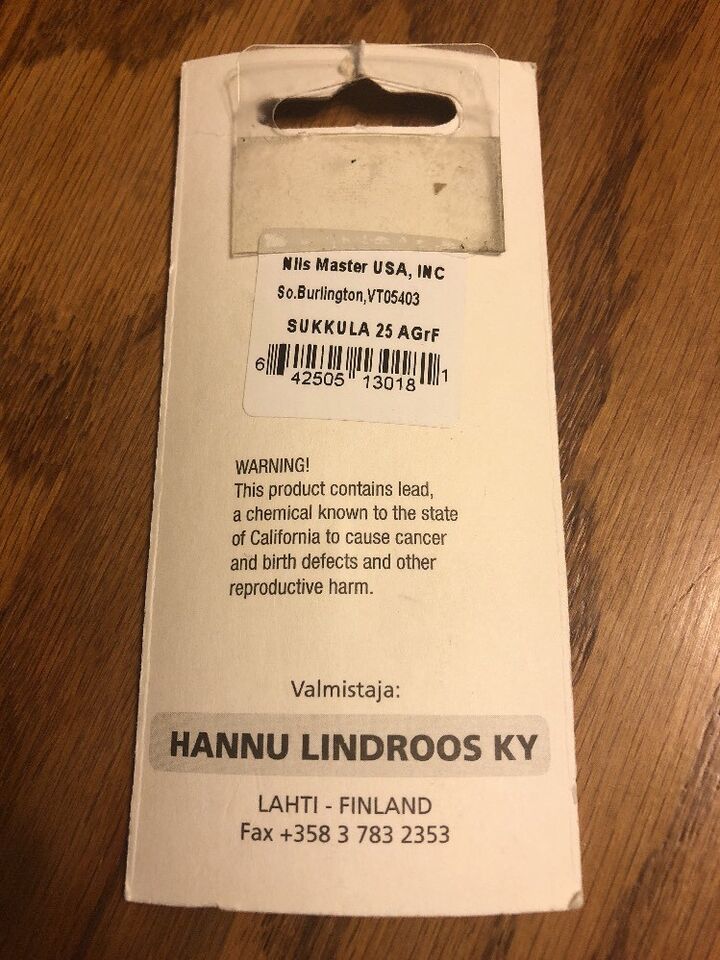 Nils Master USA, INC
So.Burlington,VT05403
SUKKULA 25 AGrF
6 42505 13018 1
WARNING!
This product contains lead,
a chemical known to the state
of California to cause cancer
and birth defects and other
reproductive harm.
Valmistaja:
HANNU LINDROOS KY
LAHTI - FINLAND
Fax +358 3 783 2353